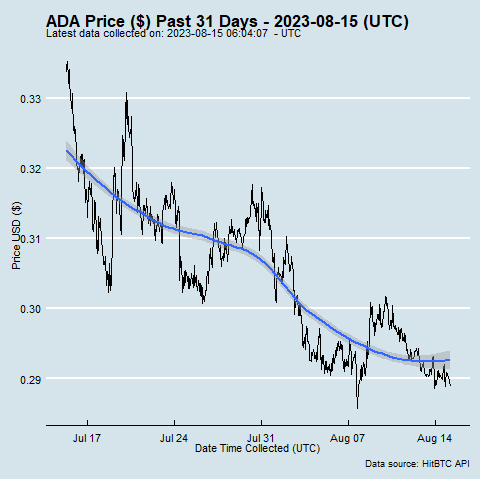 ADA Price ($) Past 31 Days - 2023-08-15 (UTC)
Latest data collected on: 2023-08-15 06:04:07 - UTC
Price USD ($)
0.33
0.32
0.31
0.30
0.29
Jul 17 Jul 24 Jul 31 Aug 07 Aug 14
Date Time Collected (UTC)
Data source: HitBTC API